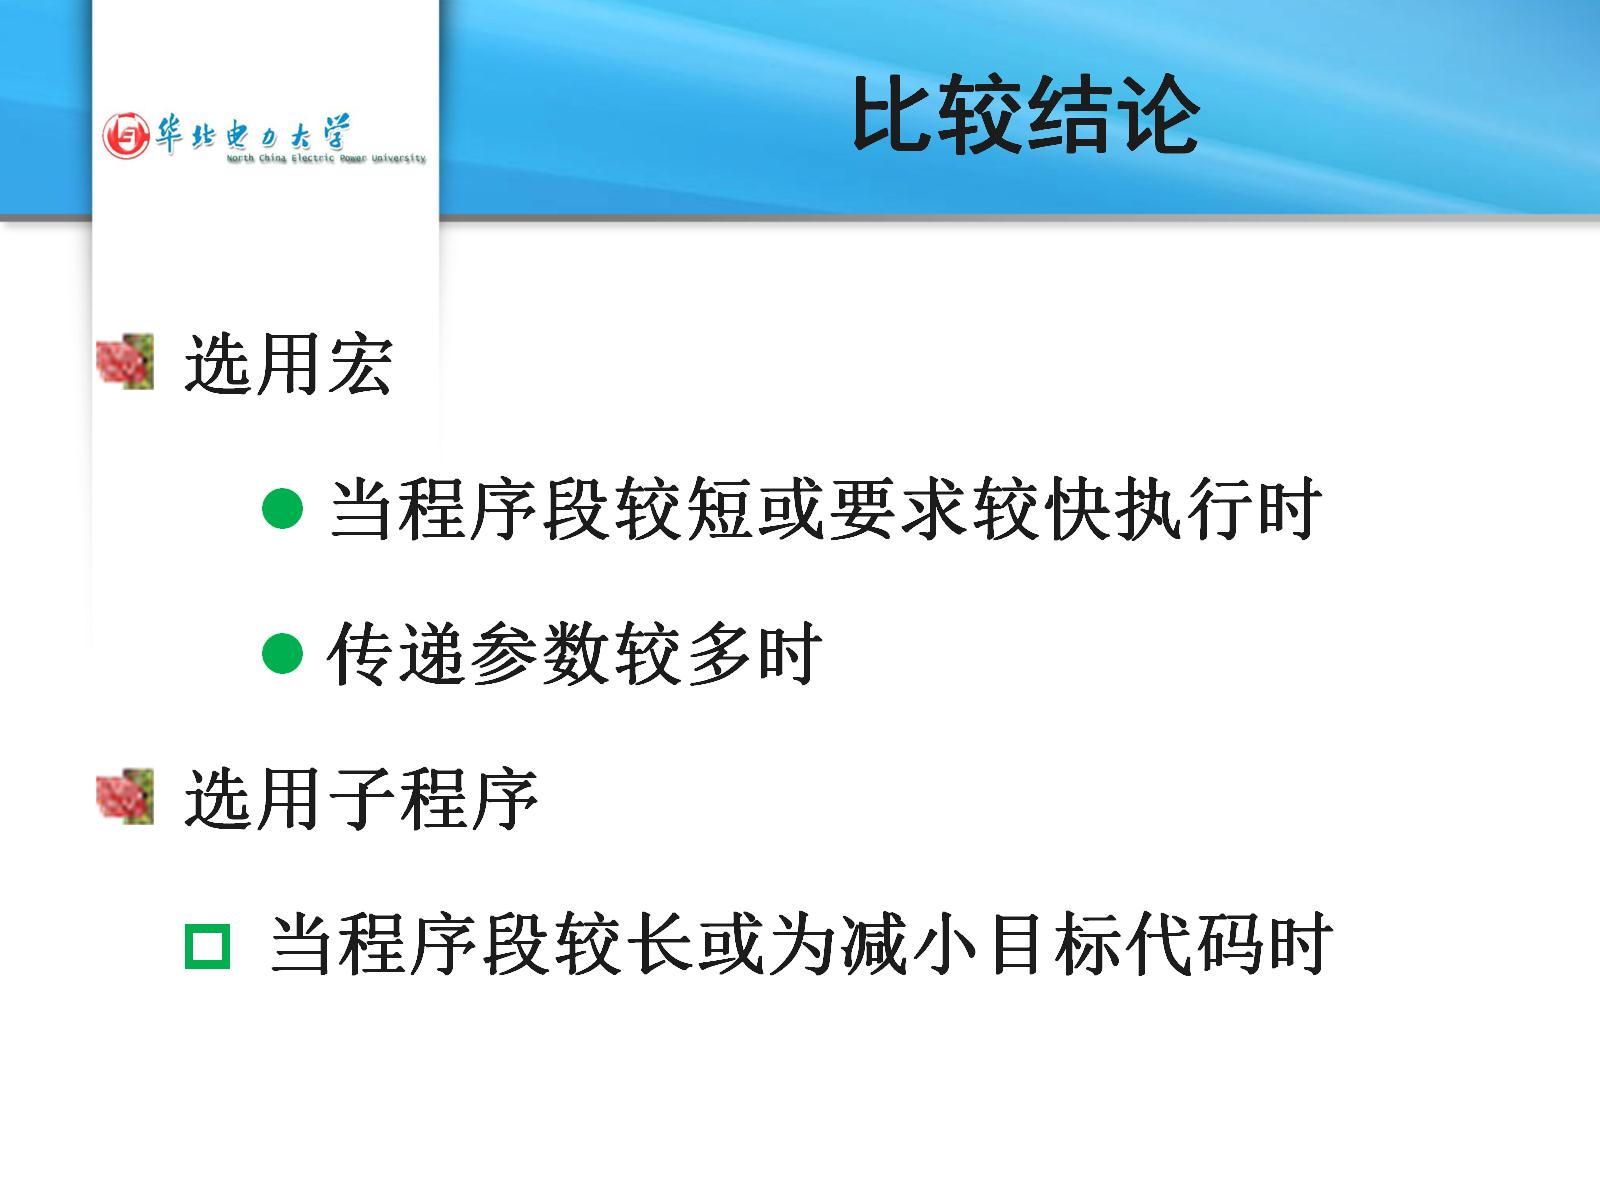 比较结论
华北电力大学
North China Electric Power University
选用宏
当程序段较短或要求较快执行时
传递参数较多时
选用子程序
当程序段较长或为减小目标代码时